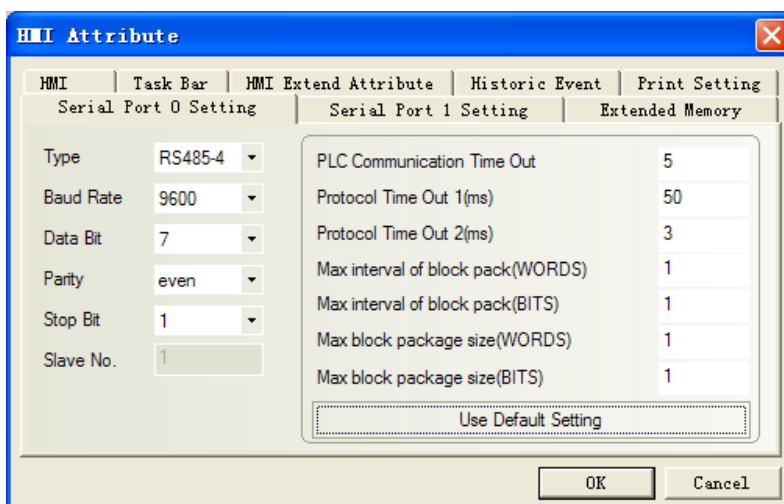 HMI Attribute
HMI Task Bar HMI Extend Attribute Historic Event Print Setting
Serial Port 0 Setting Serial Port 1 Setting Extended Memory
Type RS485-4
Baud Rate 9600
Data Bit 7
Parity even
Stop Bit 1
Slave No. 1
PLC Communication Time Out 5
Protocol Time Out 1(ms) 50
Protocol Time Out 2(ms) 3
Max interval of block pack(WORDS) 1
Max interval of block pack(BITS) 1
Max block package size(WORDS) 1
Max block package size(BITS) 1
Use Default Setting
OK Cancel